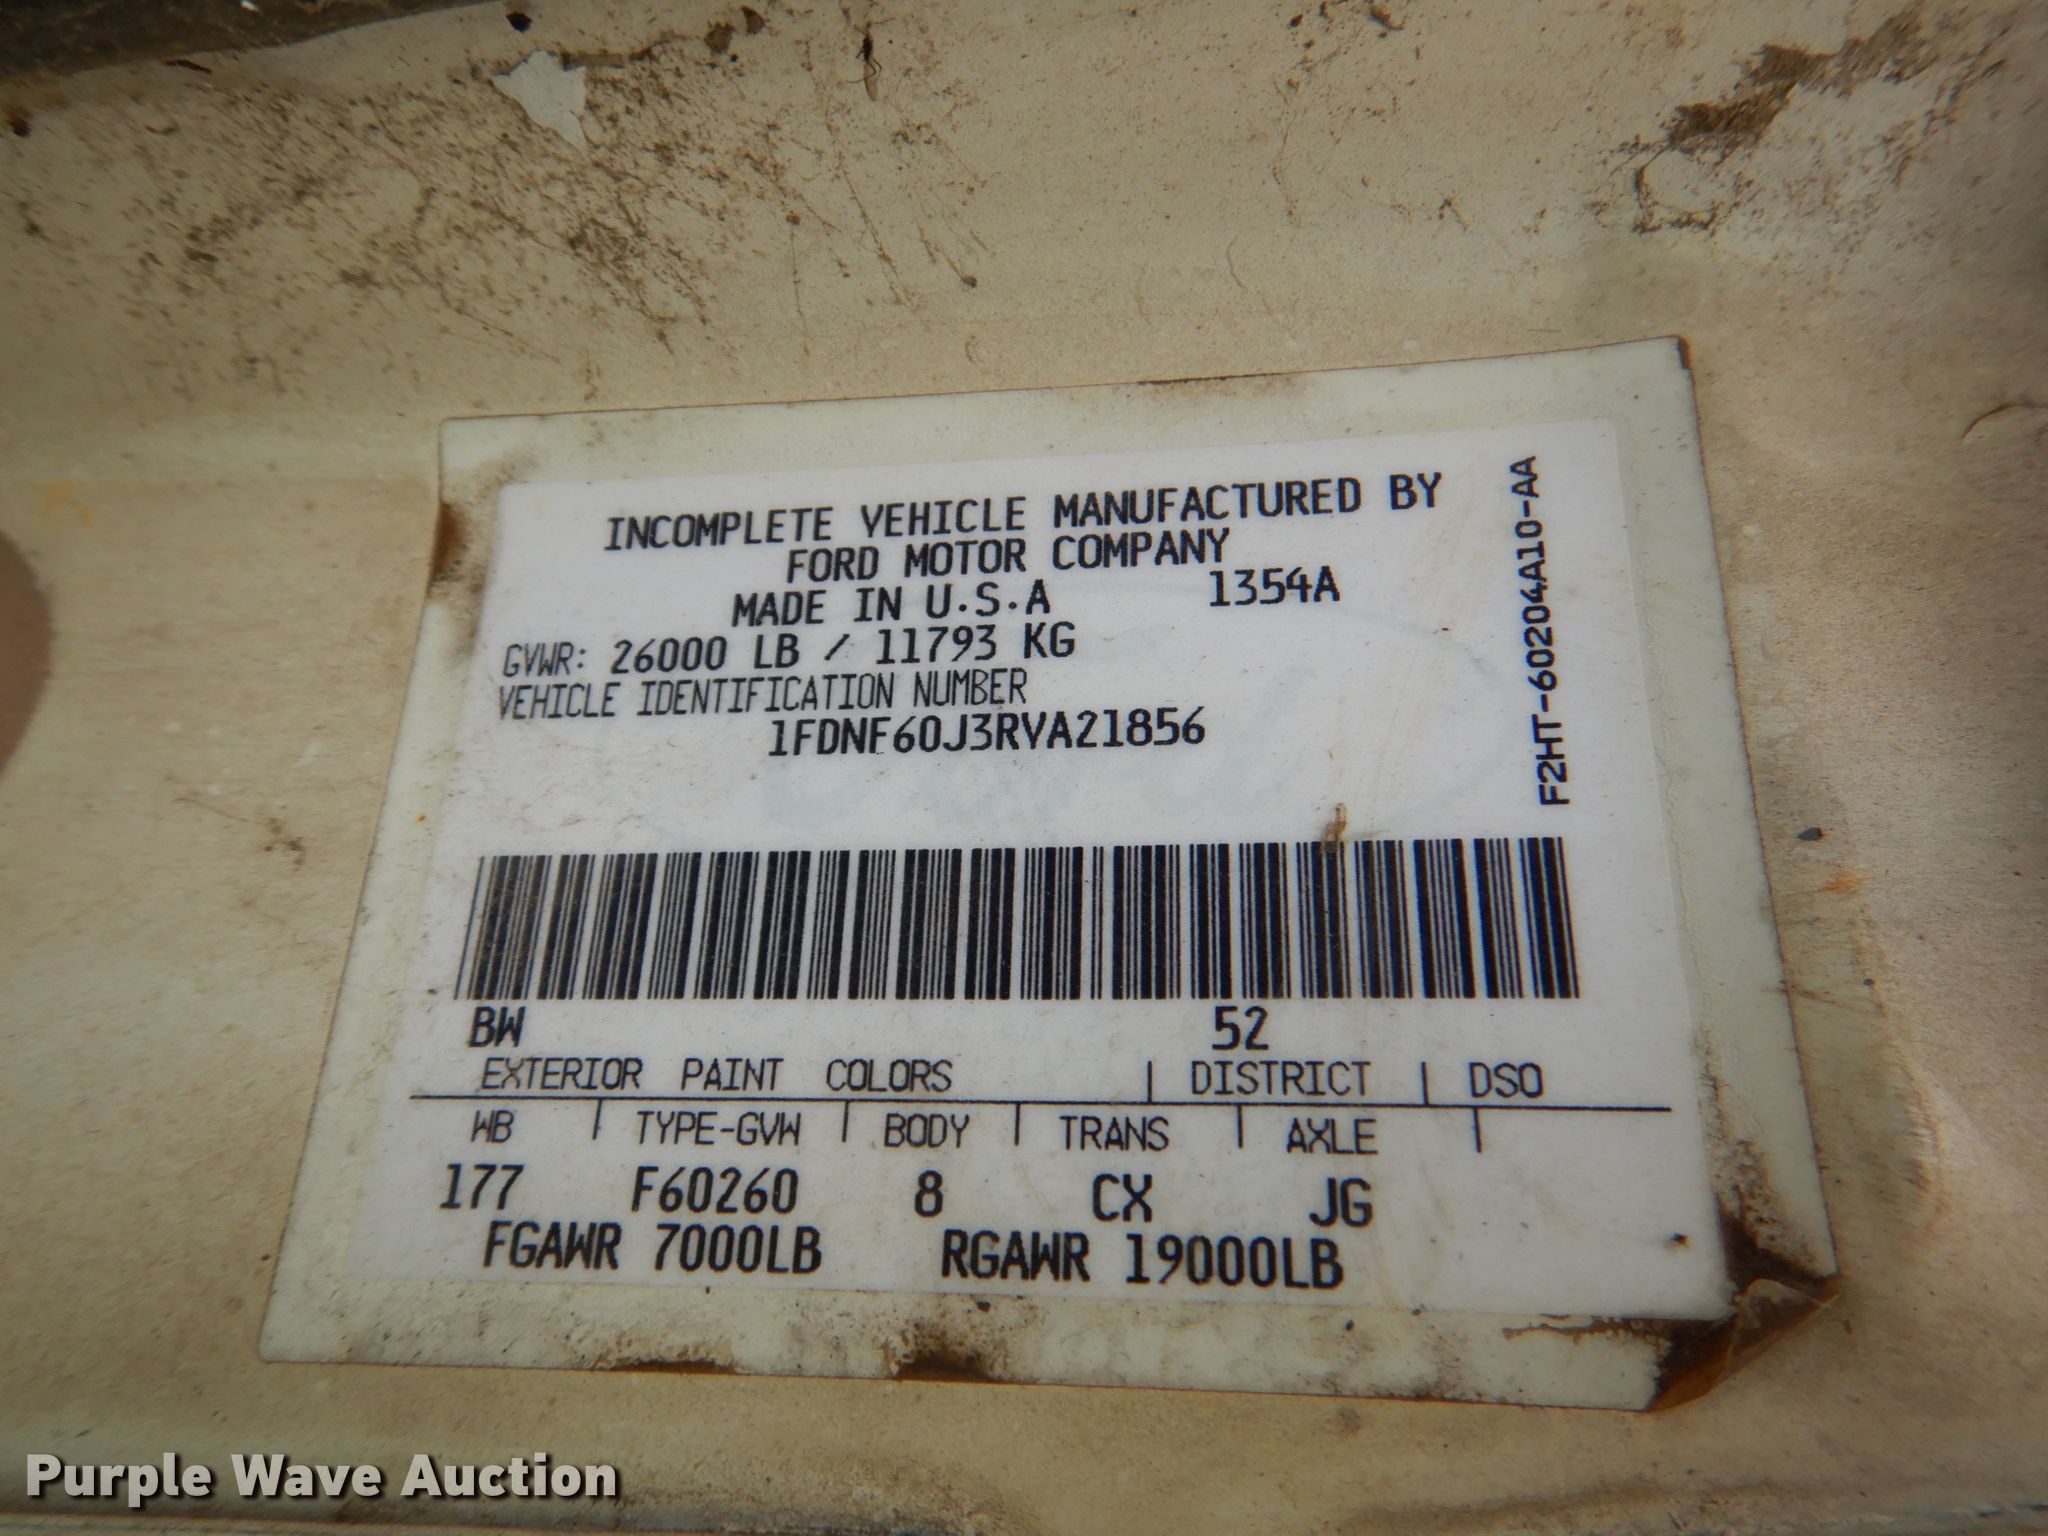 INCOMPLETE VEHICLE MANUFACTURED BY
FORD MOTOR COMPANY
MADE IN U.S.A 1354A
GVWR: 26000 LB / 11793 KG
VEHICLE IDENTIFICATION NUMBER
1FDNF60J3RVA21856
F2HT-60204A10-AA
BW 52
EXTERIOR PAINT COLORS | DISTRICT | DSO
WB | TYPE-GVW | BODY | TRANS | AXLE |
177 F60260 8 CX JG
FGAWR 7000LB RGAWR 19000LB
Purple Wave Auction